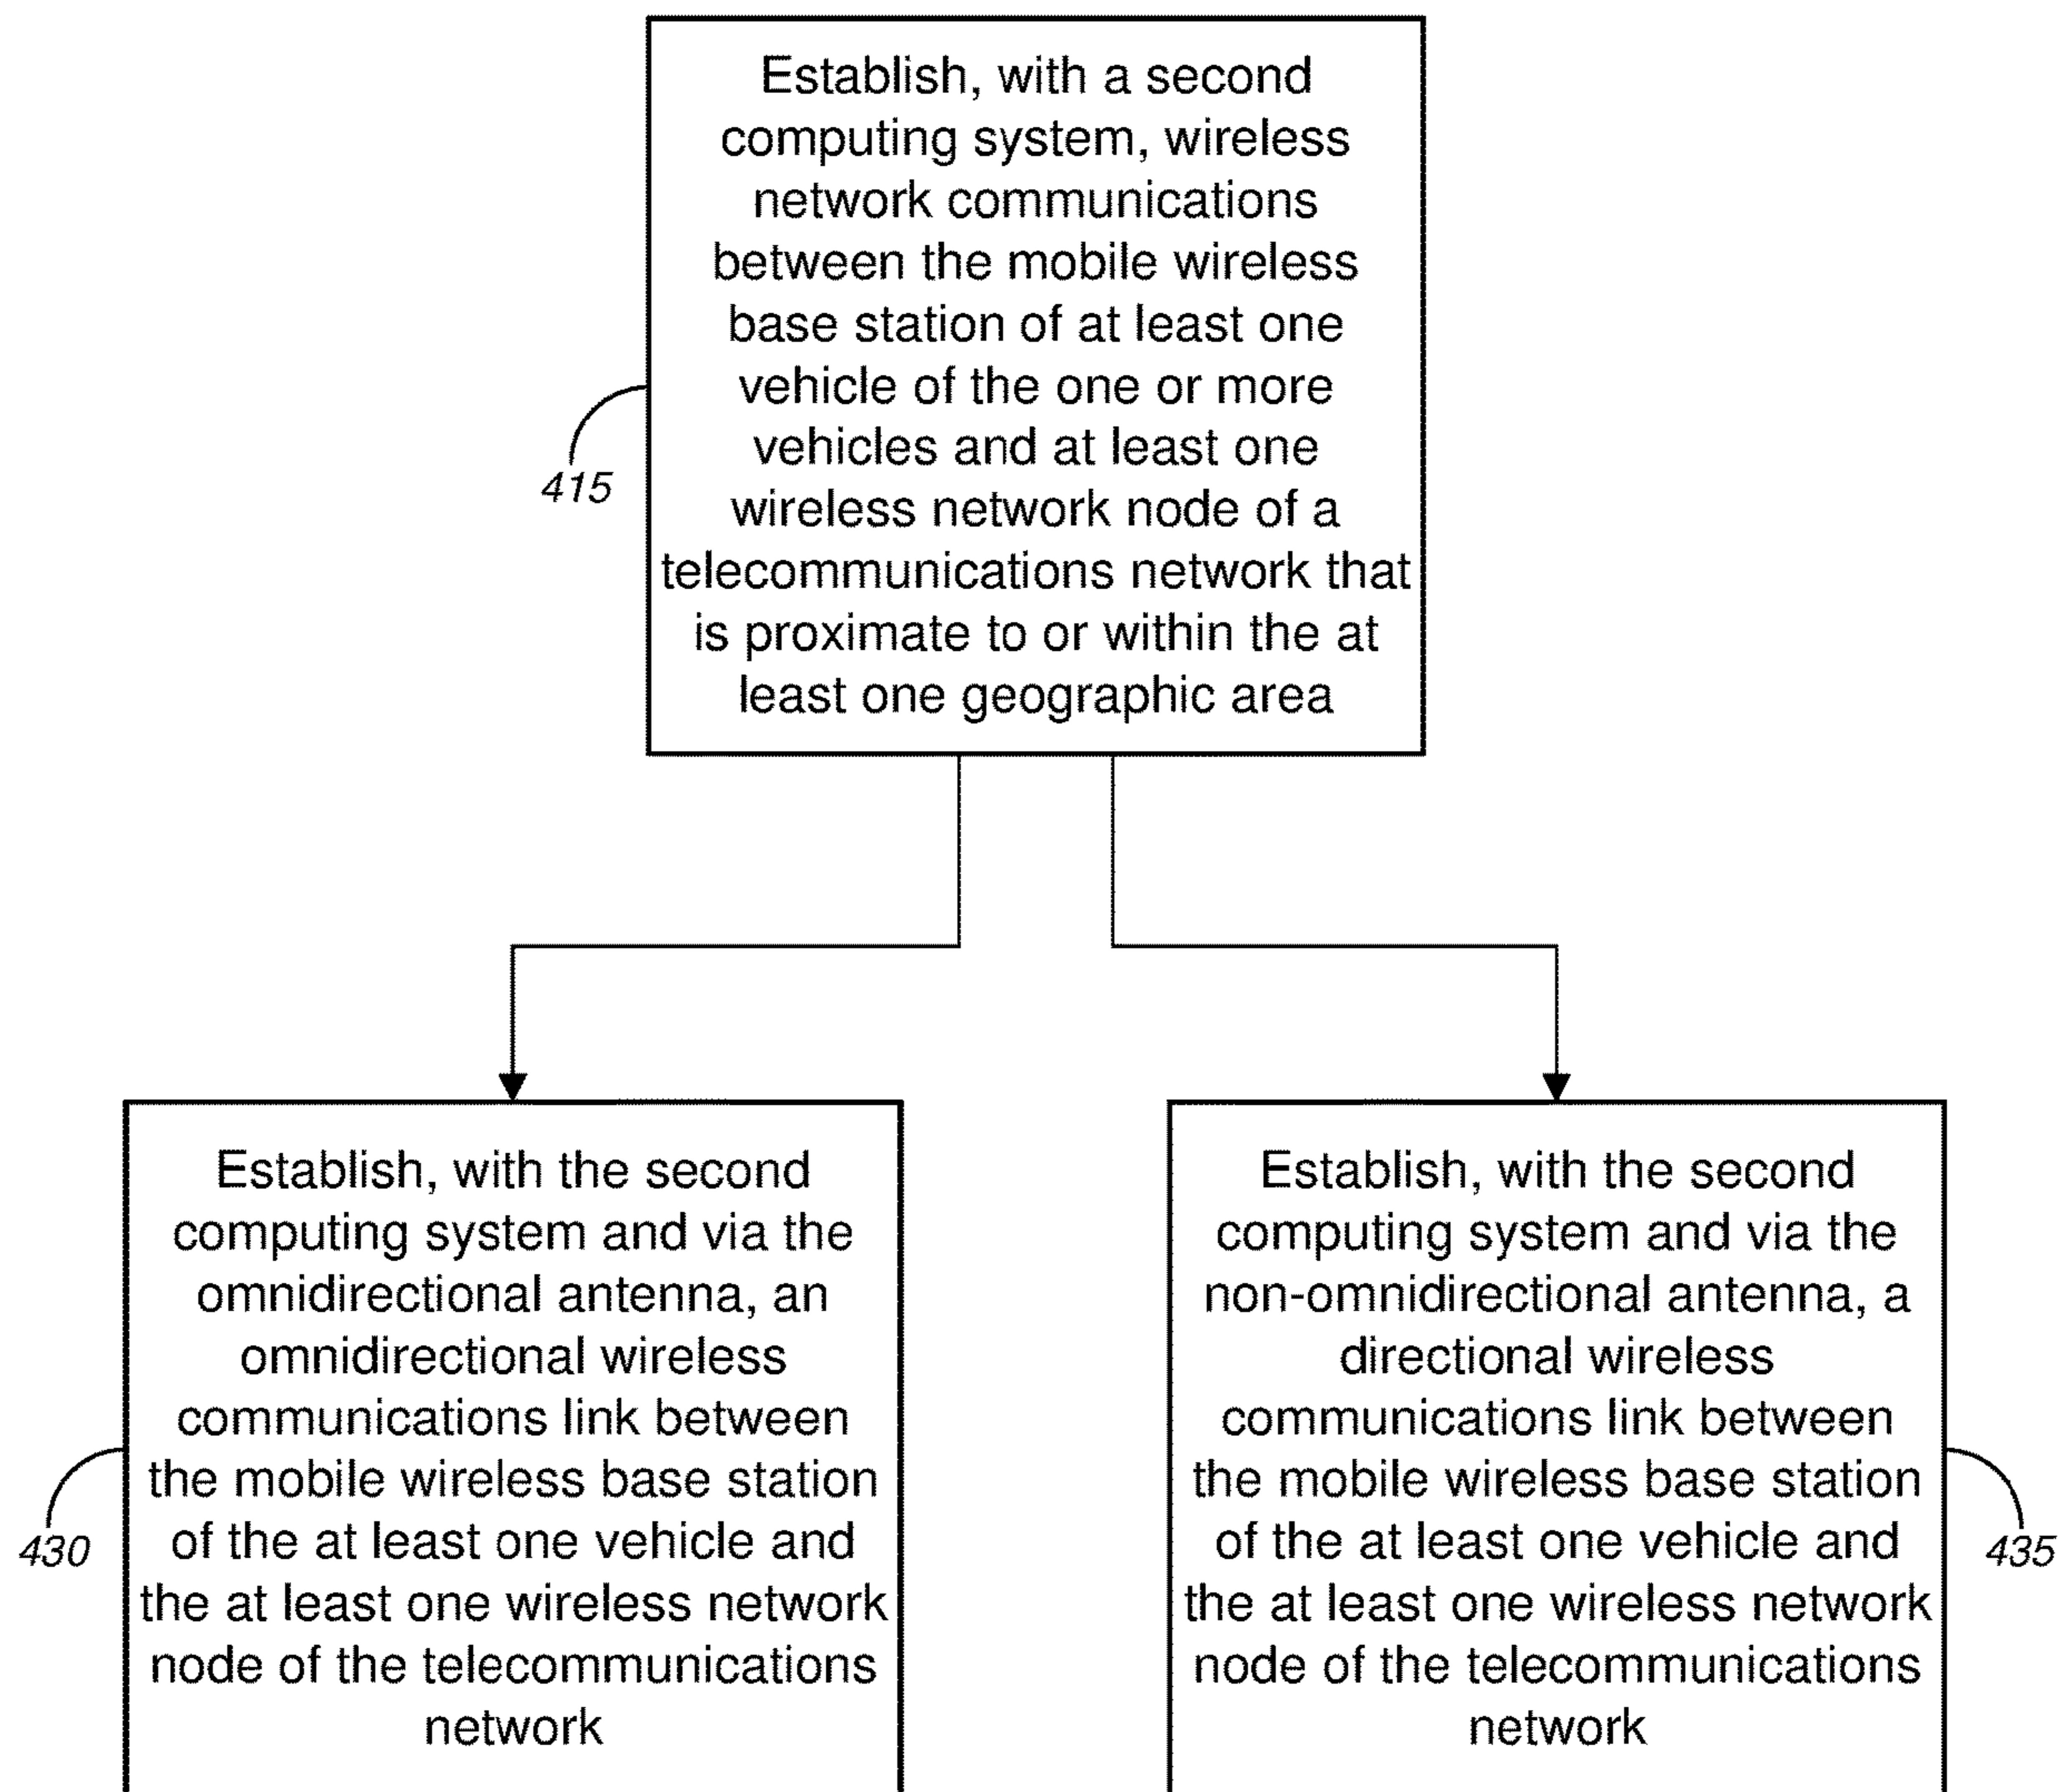 Establish, with a second
computing system, wireless
network communications
between the mobile wireless
base station of at least one
vehicle of the one or more
vehicles and at least one
wireless network node of a
telecommunications network that
is proximate to or within the at
least one geographic area
415
Establish, with the second
computing system and via the
omnidirectional antenna, an
omnidirectional wireless
communications link between
the mobile wireless base station
of the at least one vehicle and
the at least one wireless network
node of the telecommunications
network
430
Establish, with the second
computing system and via the
non-omnidirectional antenna, a
directional wireless
communications link between
the mobile wireless base station
of the at least one vehicle and
the at least one wireless network
node of the telecommunications
network
435